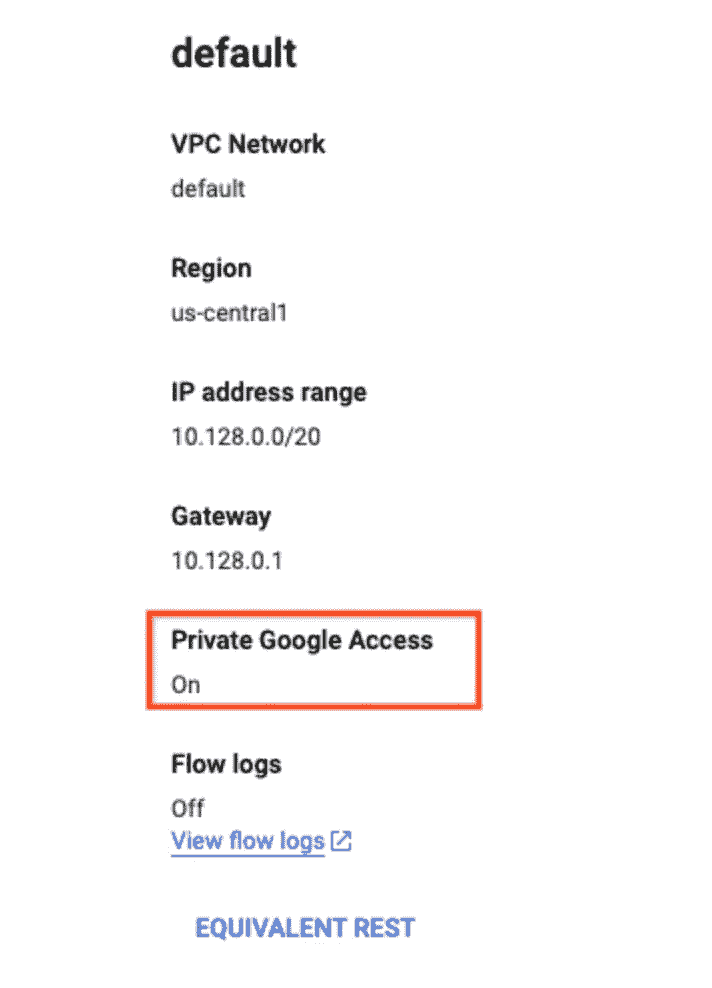 default
VPC Network
default
Region
us-central1
IP address range
10.128.0.0/20
Gateway
10.128.0.1
Private Google Access
On
Flow logs
Off
View flow logs
EQUIVALENT REST